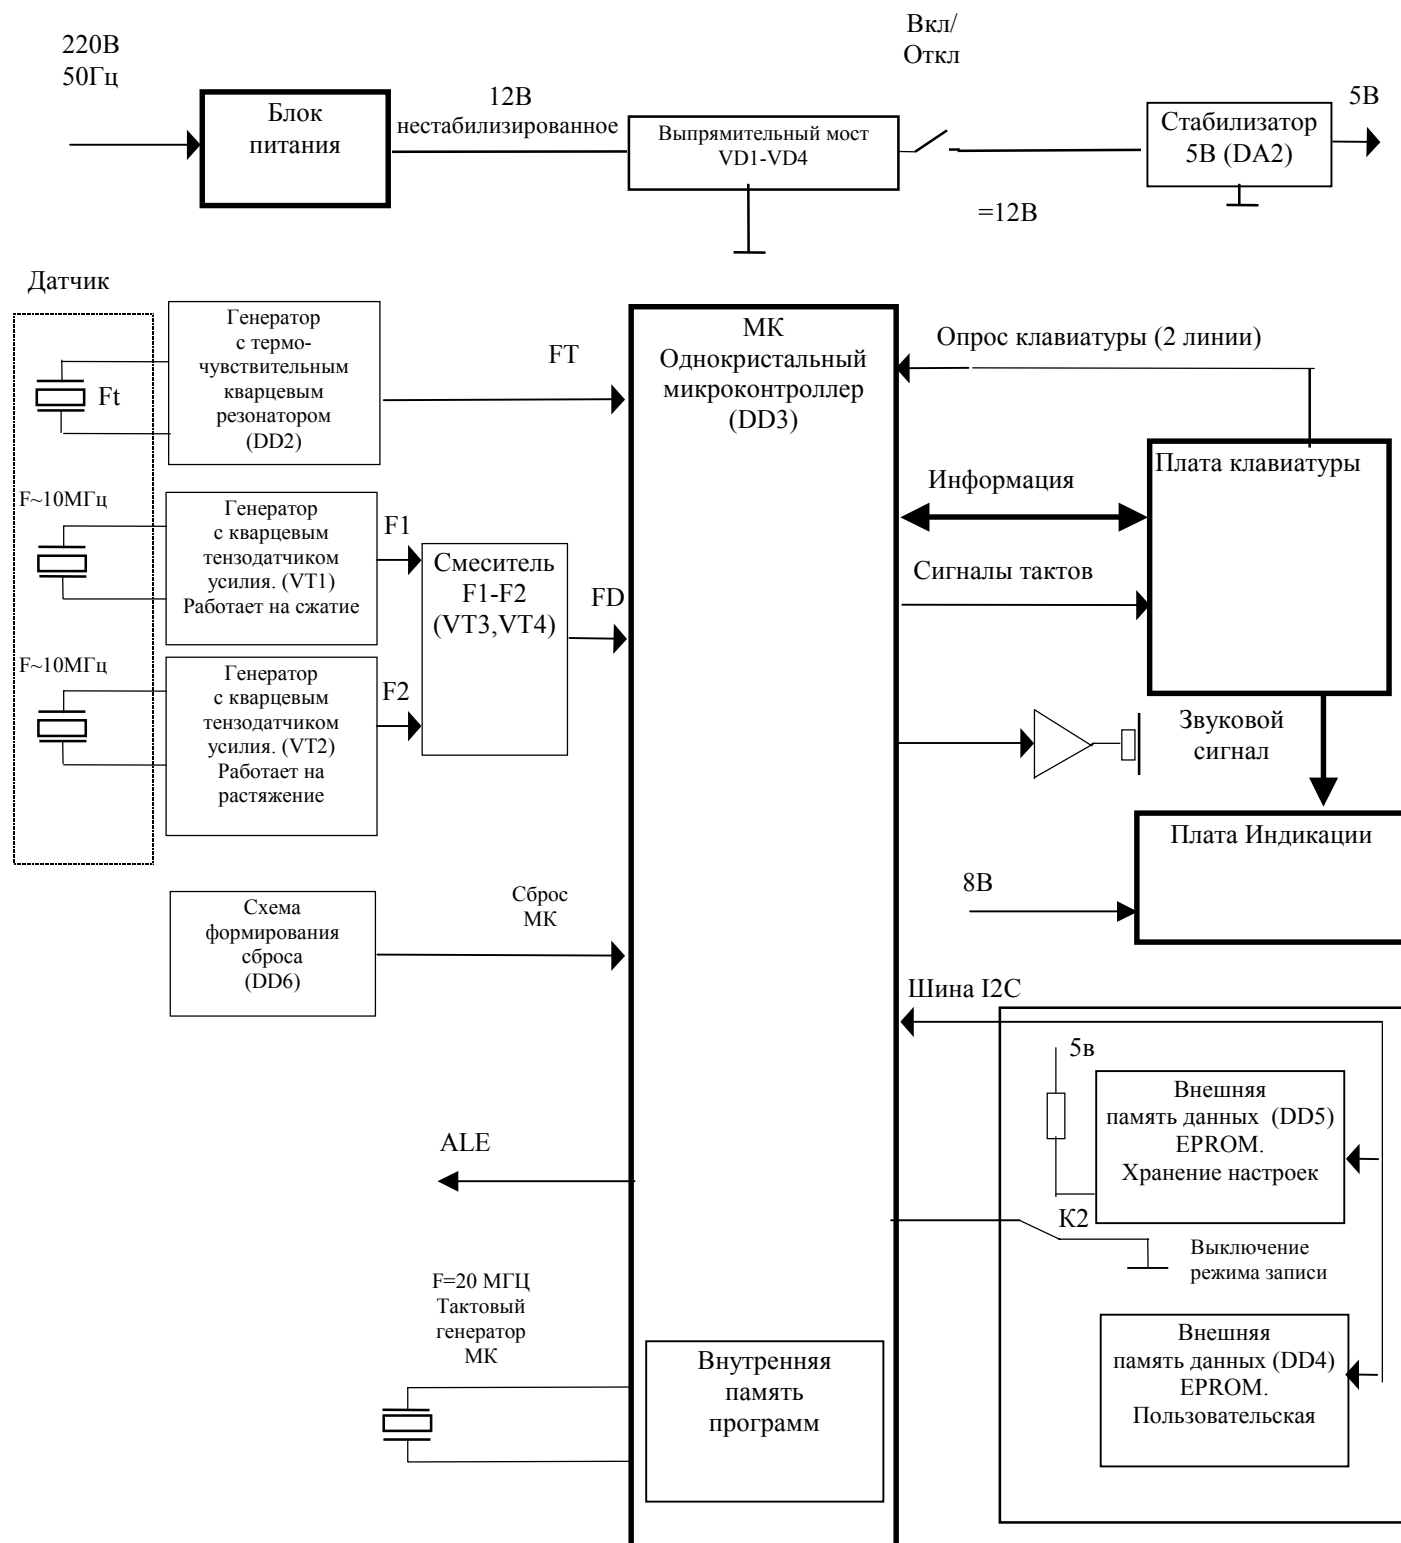 220В
50Гц
Блок
питания
12В
нестабилизированное
Выпрямительный мост
VD1-VD4
Вкл/
Откл
=12В
Стабилизатор
5В (DA2)
5В
Датчик
Ft
F~10МГц
F~10МГц
Генератор
с термо-
чувствительным
кварцевым
резонатором
(DD2)
FT
Генератор
с кварцевым
тензодатчиком
усилия. (VT1)
Работает на сжатие
F1
Смеситель
F1-F2
(VT3,VT4)
FD
Генератор
с кварцевым
тензодатчиком
усилия. (VT2)
Работает на
растяжение
F2
Схема
формирования
сброса
(DD6)
Сброс
МК
ALE
F=20 МГЦ
Тактовый
генератор
МК
МК
Однокристальный
микроконтроллер
(DD3)
Внутренняя
память
программ
Опрос клавиатуры (2 линии)
Информация
Сигналы тактов
Плата клавиатуры
Звуковой
сигнал
Плата Индикации
8В
Шина I2C
5в
Внешняя
память данных (DD5)
EPROM.
Хранение настроек
К2
Выключение
режима записи
Внешняя
память данных (DD4)
EPROM.
Пользовательская